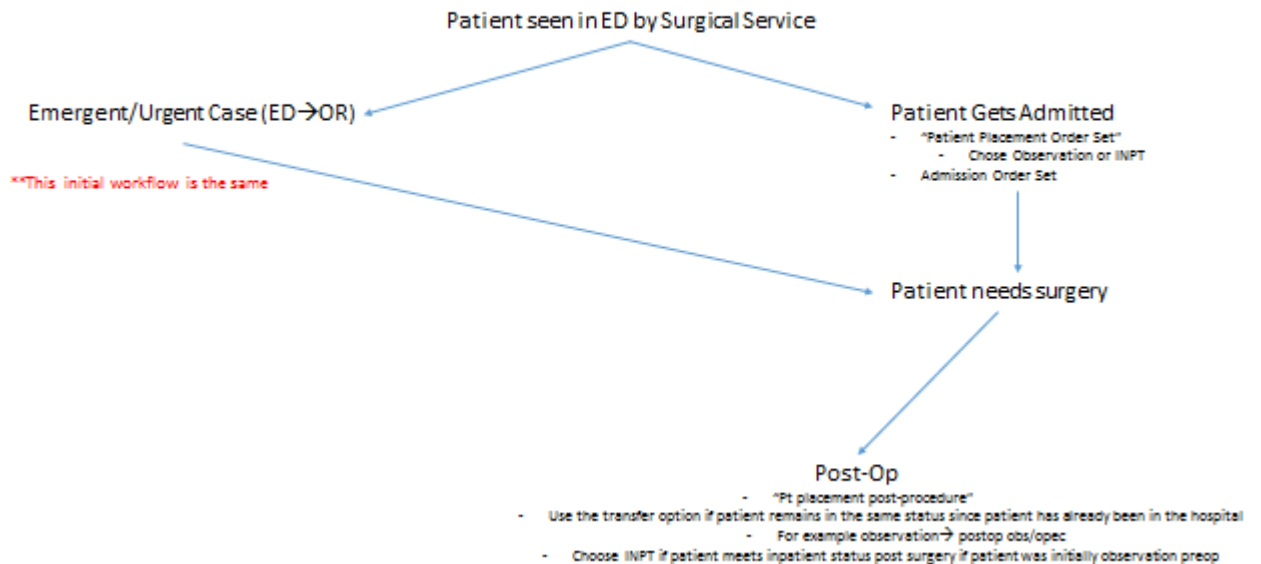 Patient seen in ED by Surgical Service
Emergent/Urgent Case (ED→OR)
**This initial workflow is the same
Patient Gets Admitted
- "Patient Placement Order Set"
- Chose Observation or INPT
- Admission Order Set
Patient needs surgery
Post-Op
- "Pt placement post-procedure"
- Use the transfer option if patient remains in the same status since patient has already been in the hospital
- For example observation→ postop obs/opec
- Choose INPT if patient meets inpatient status post surgery if patient was initially observation preop